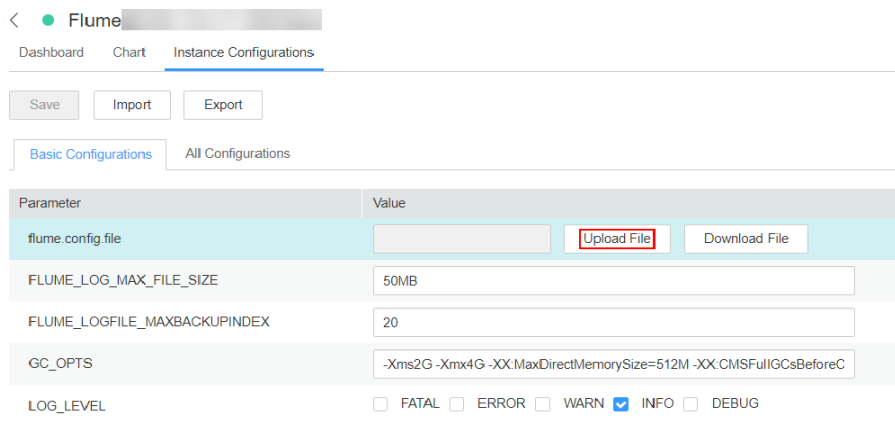 Flume
Dashboard Chart Instance Configurations
Save Import Export
Basic Configurations All Configurations
Parameter Value
flume.config.file Upload File Download File
FLUME_LOG_MAX_FILE_SIZE 50MB
FLUME_LOGFILE_MAXBACKUPINDEX 20
GC_OPTS -Xms2G -Xmx4G -XX:MaxDirectMemorySize=512M -XX:CMSFullGCsBeforeC
LOG_LEVEL FATAL ERROR WARN INFO DEBUG